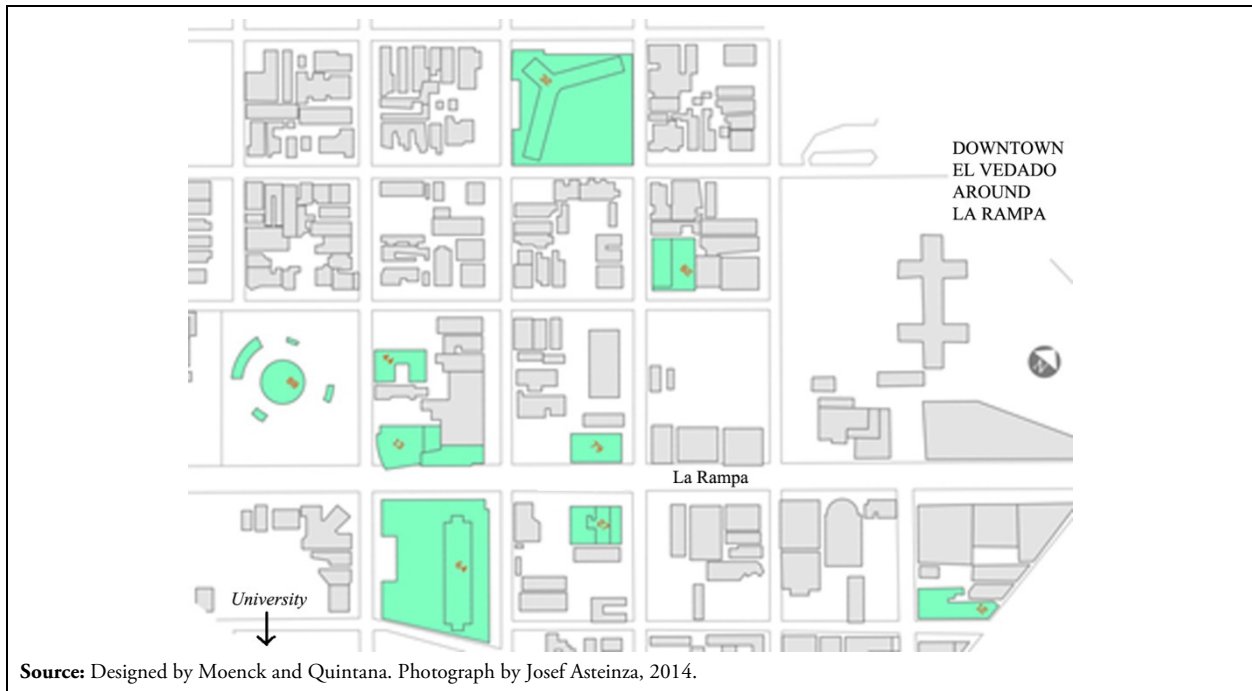 DOWNTOWN
EL VEDADO
AROUND
LA RAMPA
La Rampa
University
Source: Designed by Moenck and Quintana. Photograph by Josef Asteinza, 2014.